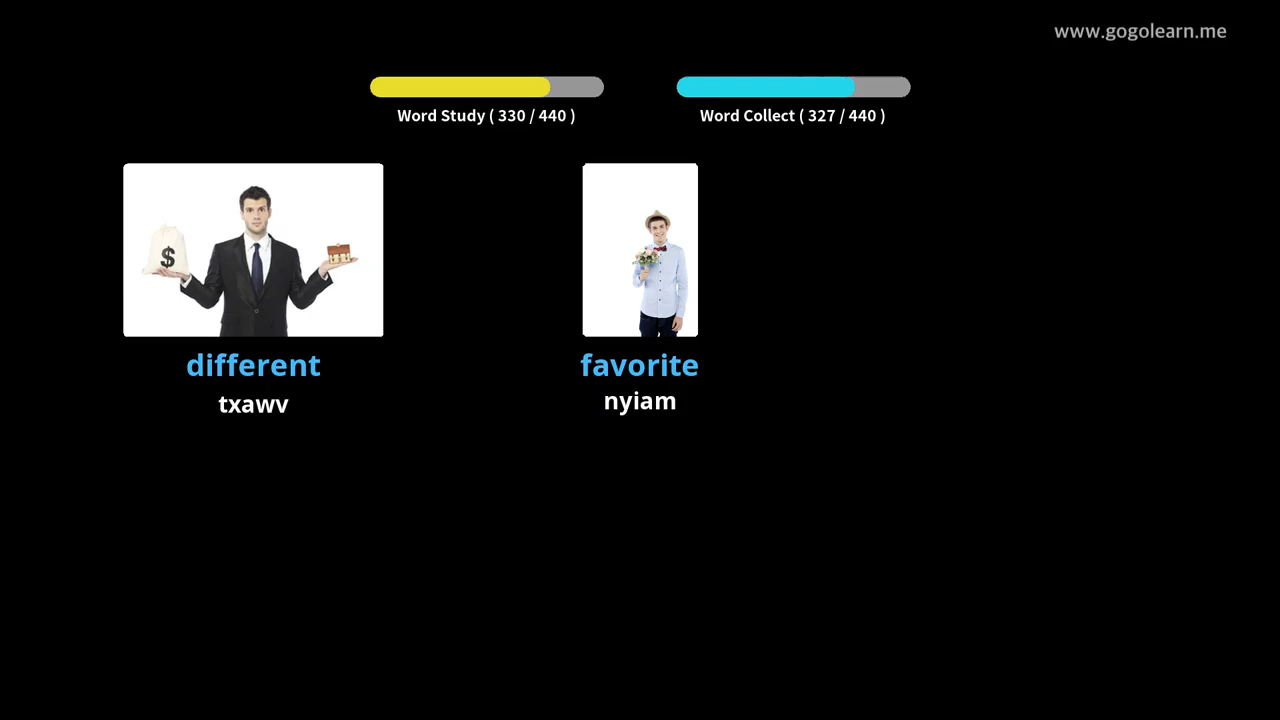 www.gogolearn.me
Word Study ( 330 / 440 )
Word Collect ( 327 / 440 )
$
different
txawv
favorite
nyiam